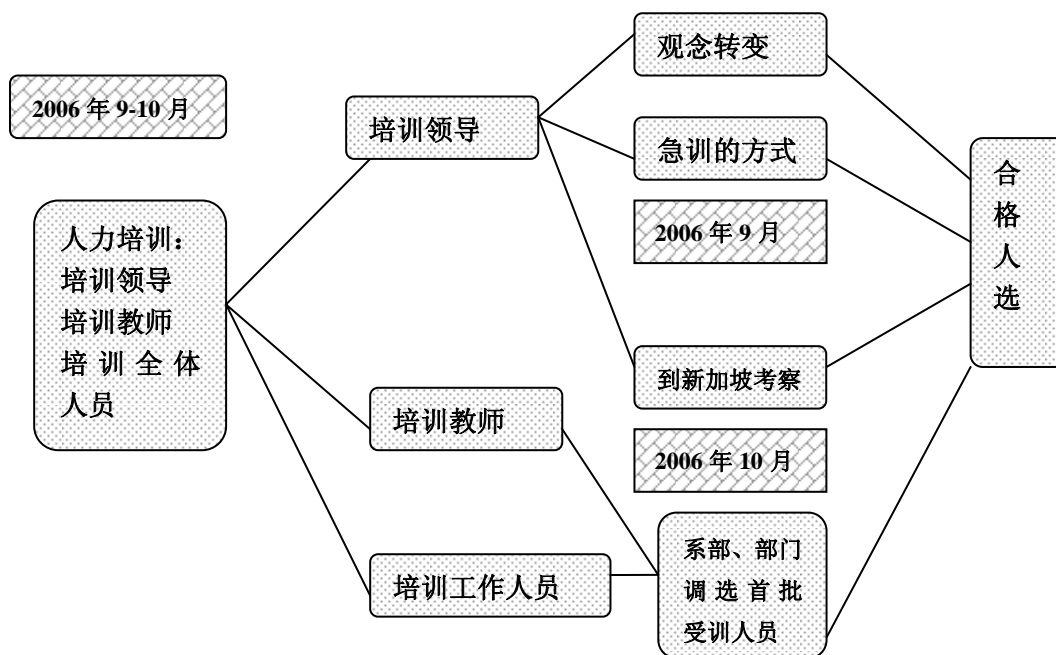 2006 年 9-10 月
人力培训：
培训领导
培训教师
培训全体
人员
培训领导
培训教师
培训工作人员
观念转变
急训的方式
2006 年 9 月
到新加坡考察
2006 年 10 月
系部、部门
调选首批
受训人员
合
格
人
选